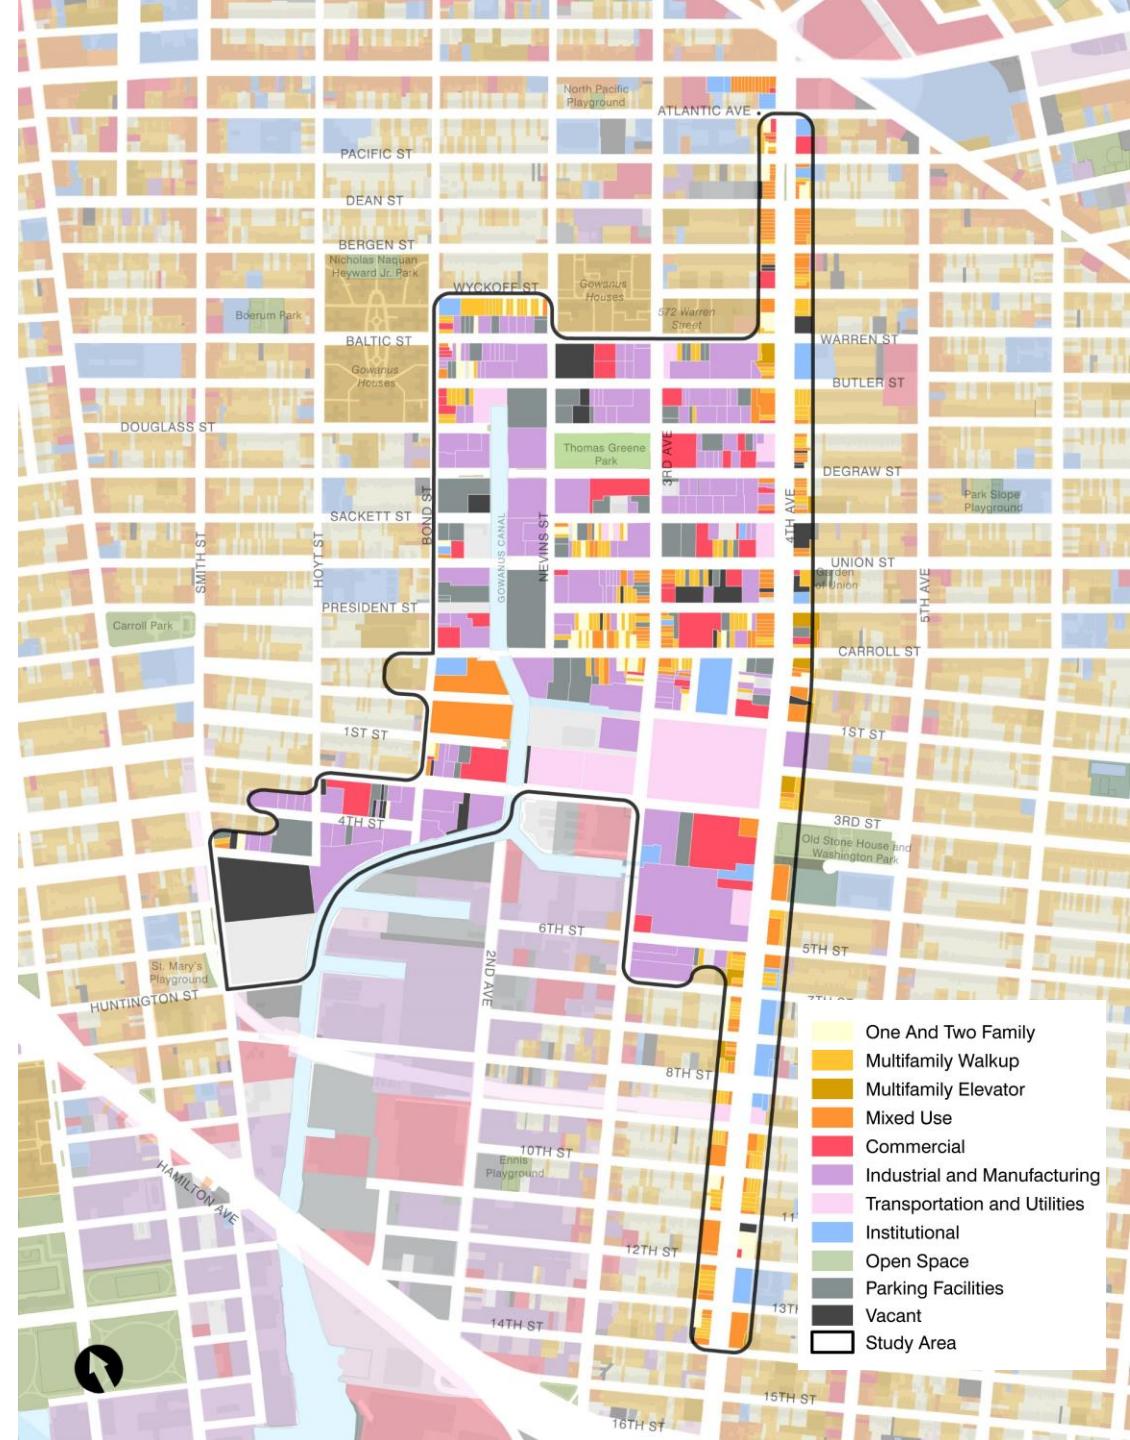 North Pacific
Playground
ATLANTIC AVE
PACIFIC ST
DEAN ST
BERGEN ST
Nicholas Naquan
Heyward Jr. Park
WYCKOFF ST
Gowanus
Houses
Boerum Park
572 Warren
Street
BALTIC ST
WARREN ST
Gowanus
Houses
BUTLER ST
DOUGLASS ST
Thomas Greene
Park
3RD AVE
DEGRAW ST
BOND ST
SACKETT ST
GOWANUS CANAL
NEVINS ST
4TH AVE
Park Slope
Playground
SMITH ST
HOYT ST
UNION ST
Garden
of Union
5TH AVE
PRESIDENT ST
Carroll Park
CARROLL ST
1ST ST
1ST ST
4TH ST
3RD ST
Old Stone House and
Washington Park
6TH ST
5TH ST
2ND AVE
St. Mary's
Playground
HUNTINGTON ST
8TH ST
10TH ST
Ennis
Playground
HAMILTON AVE
12TH ST
14TH ST
15TH ST
16TH ST
One And Two Family
Multifamily Walkup
Multifamily Elevator
Mixed Use
Commercial
Industrial and Manufacturing
Transportation and Utilities
Institutional
Open Space
Parking Facilities
Vacant
Study Area